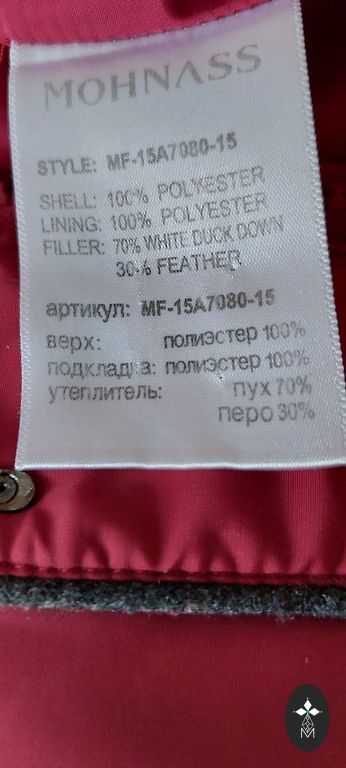 MOHNASS
STYLE: MF-15A7080-15
SHELL: 100% POLYESTER
LINING: 100% POLYESTER
FILLER: 70% WHITE DUCK DOWN
30% FEATHER
артикул: MF-15A7080-15
верх: полиэстер 100%
подкладка: полиэстер 100%
утеплитель: пух 70%
перо 30%